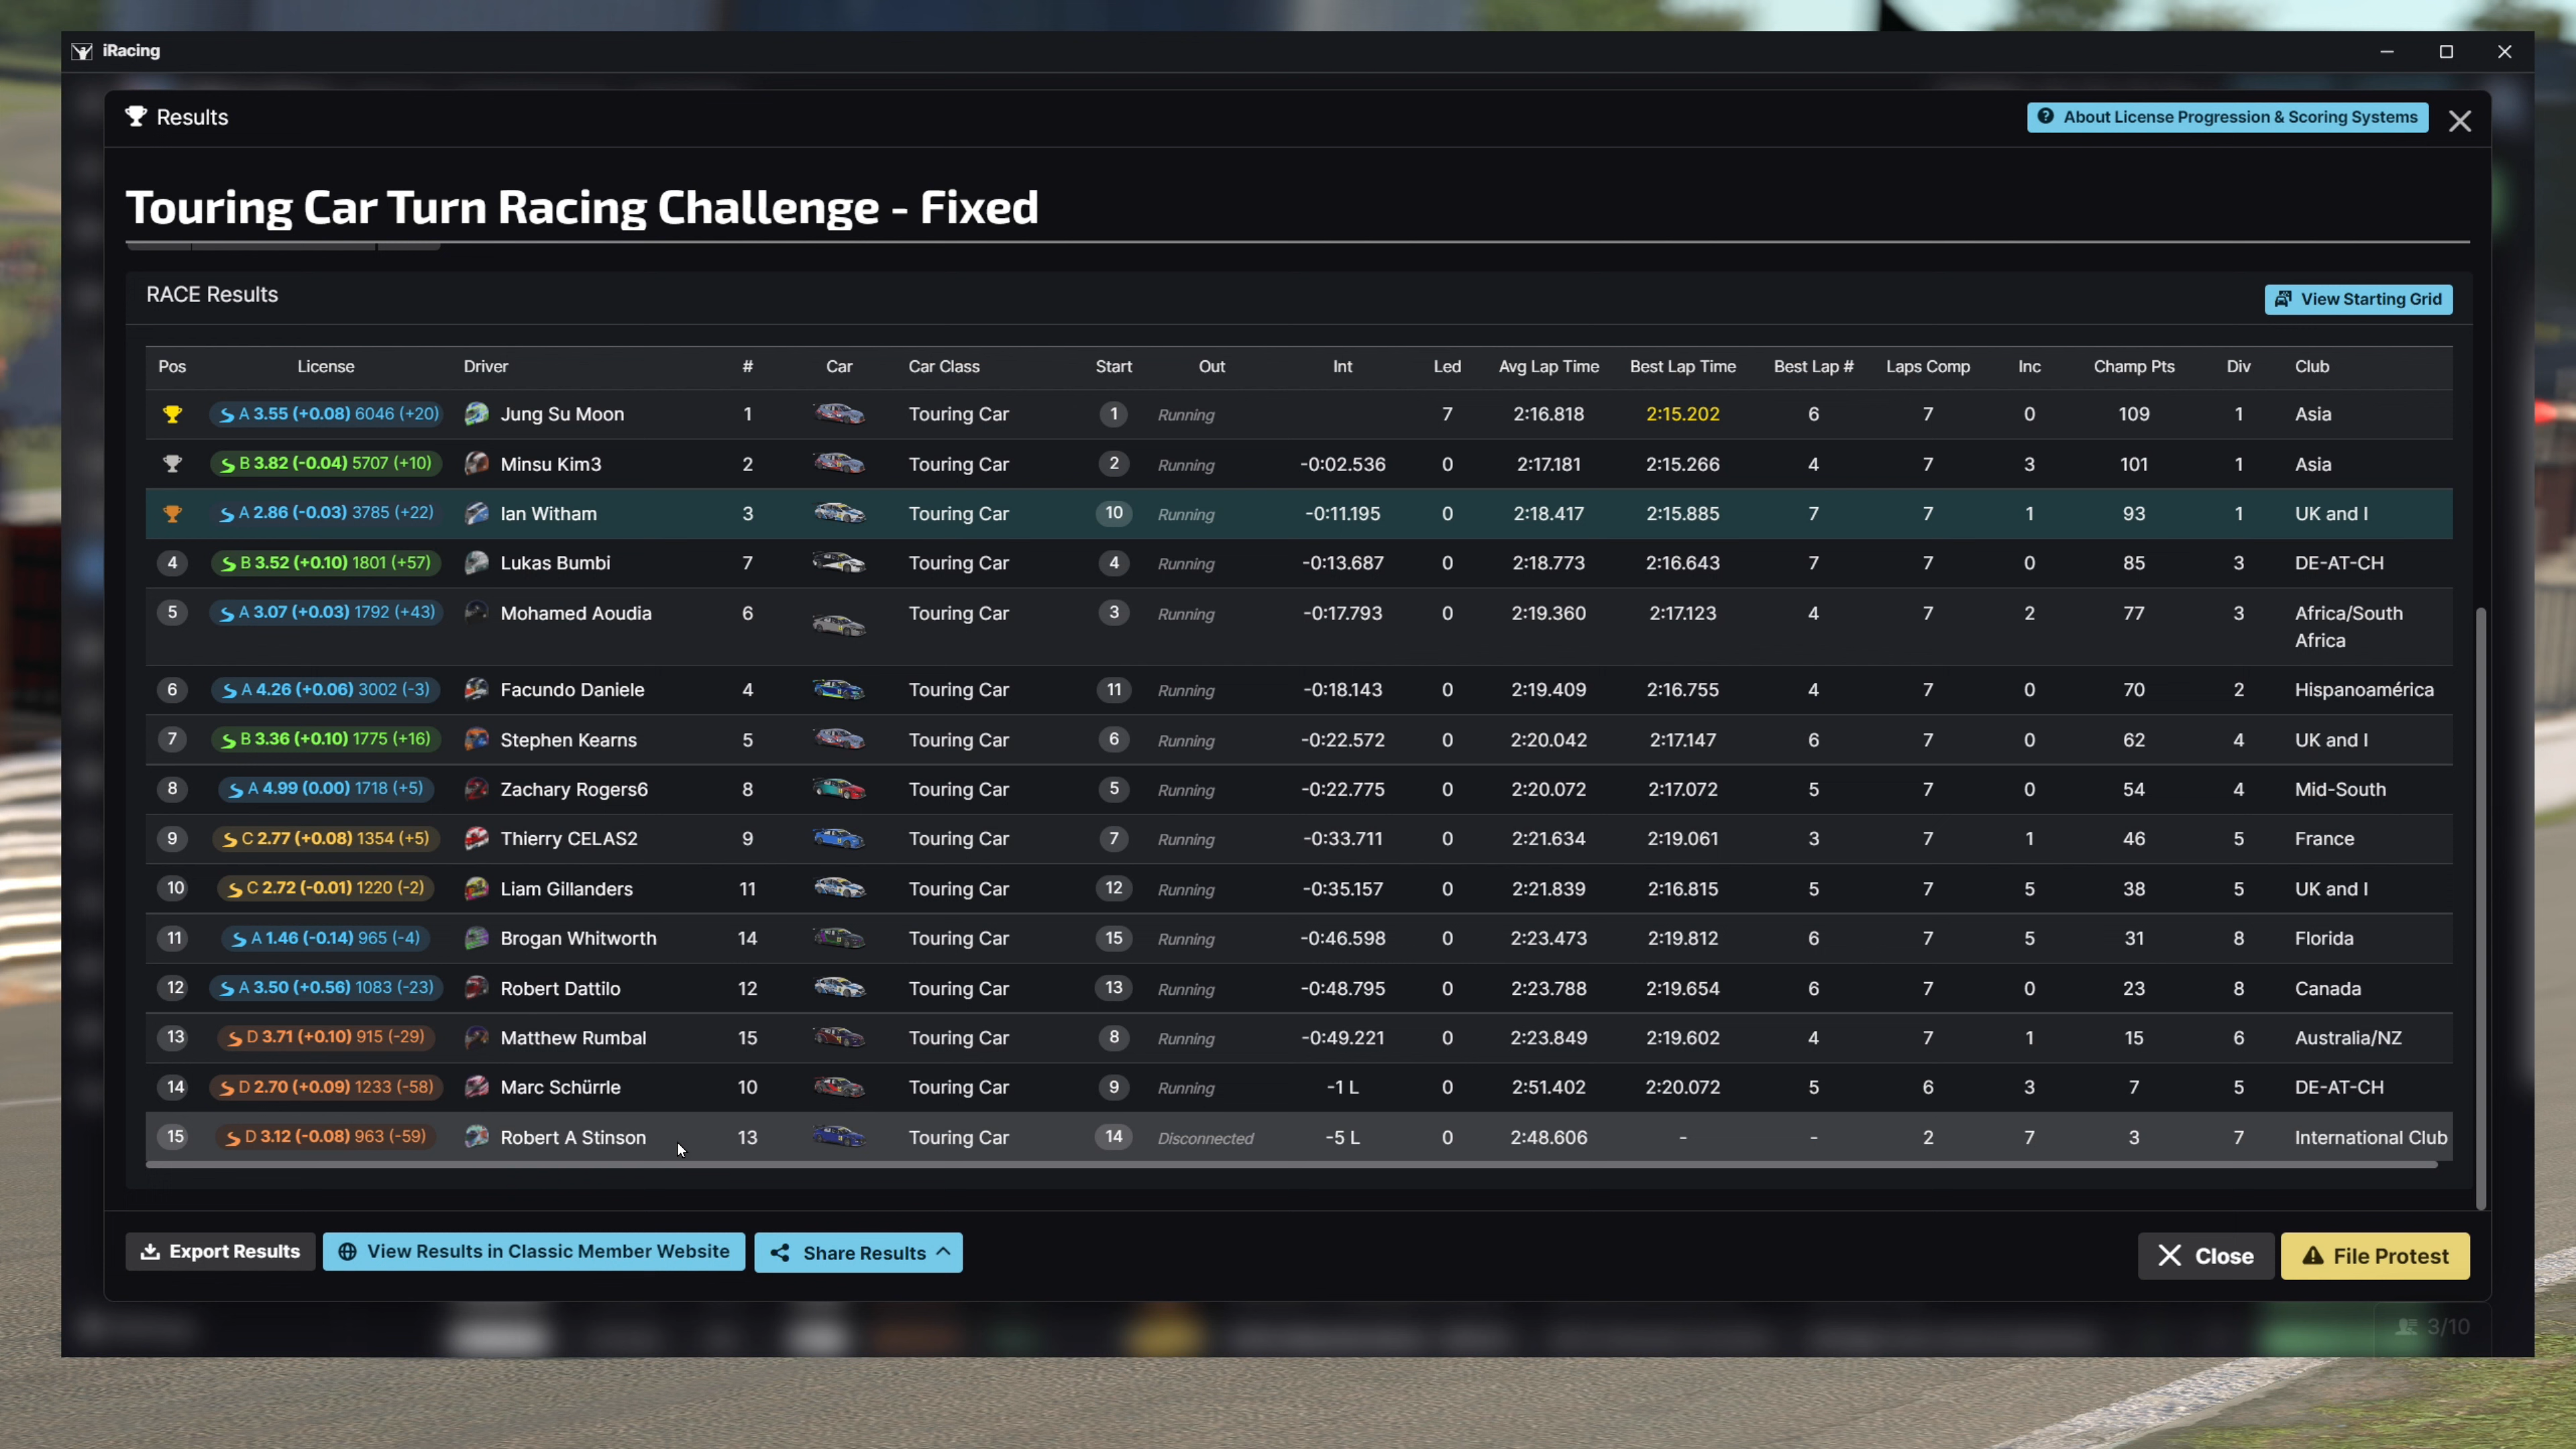 iRacing
Results
About License Progression & Scoring Systems
Touring Car Turn Racing Challenge - Fixed
RACE Results
View Starting Grid
Pos License Driver # Car Car Class Start Out Int Led Avg Lap Time Best Lap Time Best Lap # Laps Comp Inc Champ Pts Div Club
A 3.55 (+0.08) 6046 (+20) Jung Su Moon 1 Touring Car 1 Running 7 2:16.818 2:15.202 6 7 0 109 1 Asia
B 3.82 (-0.04) 5707 (+10) Minsu Kim3 2 Touring Car 2 Running -0:02.536 0 2:17.181 2:15.266 4 7 3 101 1 Asia
A 2.86 (-0.03) 3785 (+22) Ian Witham 3 Touring Car 10 Running -0:11.195 0 2:18.417 2:15.885 7 7 1 93 1 UK and I
4 B 3.52 (+0.10) 1801 (+57) Lukas Bumbi 7 Touring Car 4 Running -0:13.687 0 2:18.773 2:16.643 7 7 0 85 3 DE-AT-CH
5 A 3.07 (+0.03) 1792 (+43) Mohamed Aoudia 6 Touring Car 3 Running -0:17.793 0 2:19.360 2:17.123 4 7 2 77 3 Africa/South
Africa
6 A 4.26 (+0.06) 3002 (-3) Facundo Daniele 4 Touring Car 11 Running -0:18.143 0 2:19.409 2:16.755 4 7 0 70 2 Hispanoamérica
7 B 3.36 (+0.10) 1775 (+16) Stephen Kearns 5 Touring Car 6 Running -0:22.572 0 2:20.042 2:17.147 6 7 0 62 4 UK and I
8 A 4.99 (0.00) 1718 (+5) Zachary Rogers6 8 Touring Car 5 Running -0:22.775 0 2:20.072 2:17.072 5 7 0 54 4 Mid-South
9 C 2.77 (+0.08) 1354 (+5) Thierry CELAS2 9 Touring Car 7 Running -0:33.711 0 2:21.634 2:19.061 3 7 1 46 5 France
10 C 2.72 (-0.01) 1220 (-2) Liam Gillanders 11 Touring Car 12 Running -0:35.157 0 2:21.839 2:16.815 5 7 5 38 5 UK and I
11 A 1.46 (-0.14) 965 (-4) Brogan Whitworth 14 Touring Car 15 Running -0:46.598 0 2:23.473 2:19.812 6 7 5 31 8 Florida
12 A 3.50 (+0.56) 1083 (-23) Robert Dattilo 12 Touring Car 13 Running -0:48.795 0 2:23.788 2:19.654 6 7 0 23 8 Canada
13 D 3.71 (+0.10) 915 (-29) Matthew Rumbal 15 Touring Car 8 Running -0:49.221 0 2:23.849 2:19.602 4 7 1 15 6 Australia/NZ
14 D 2.70 (+0.09) 1233 (-58) Marc Schürrle 10 Touring Car 9 Running -1 L 0 2:51.402 2:20.072 5 6 3 7 5 DE-AT-CH
15 D 3.12 (-0.08) 963 (-59) Robert A Stinson 13 Touring Car 14 Disconnected -5 L 0 2:48.606 - - 2 7 3 7 International Club
Export Results
View Results in Classic Member Website
Share Results
Close
File Protest
3/10